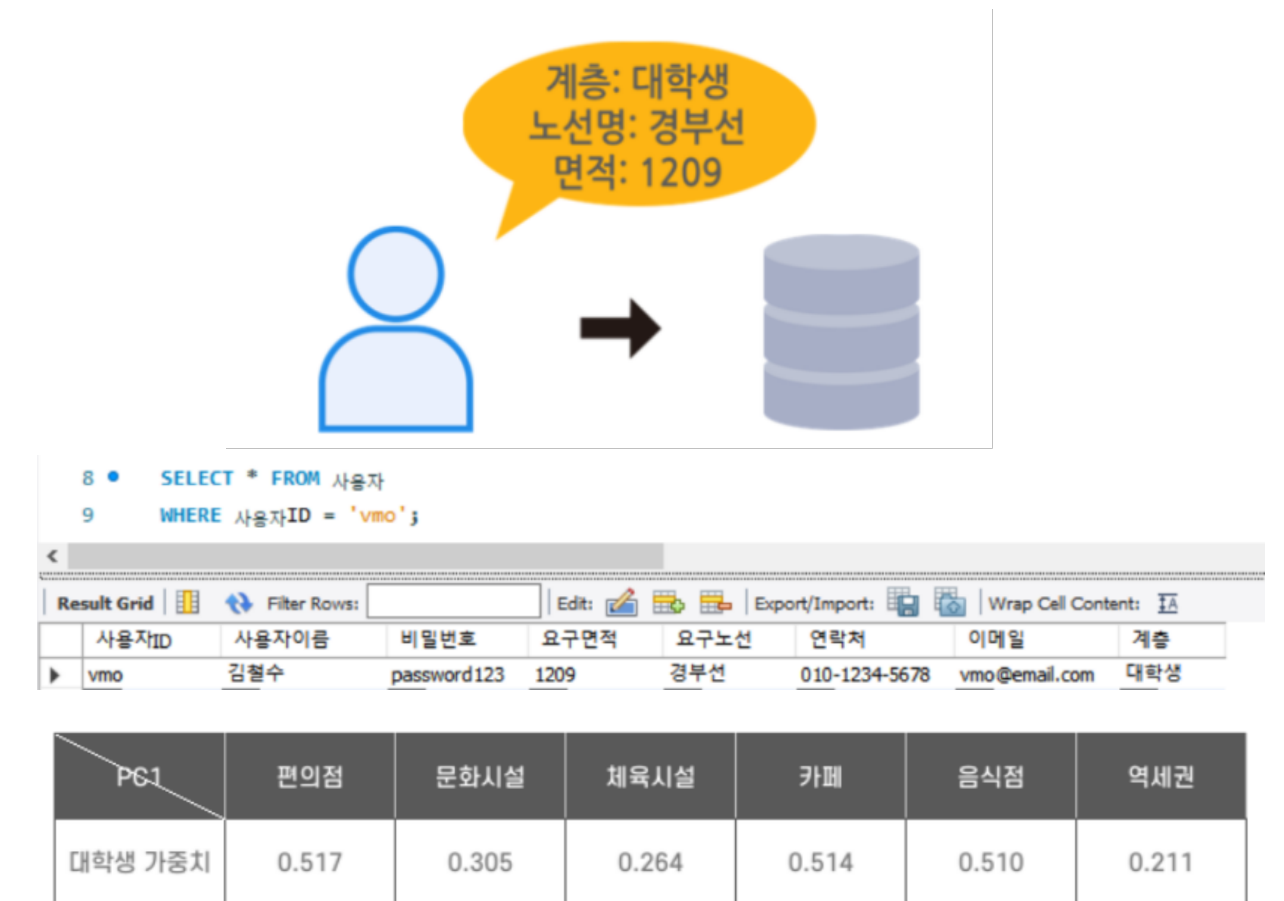 계층: 대학생
노선명: 경부선
면적: 1209
8 SELECT * FROM 사용자
9 WHERE 사용자ID = 'vmo';
Result Grid Filter Rows: Edit: Export/Import: Wrap Cell Content:
사용자ID 사용자이름 비밀번호 요구면적 요구노선 연락처 이메일 계층
vmo 김철수 password123 1209 경부선 010-1234-5678 vmo@email.com 대학생
PC1 편의점 문화시설 체육시설 카페 음식점 역세권
대학생 가중치 0.517 0.305 0.264 0.514 0.510 0.211